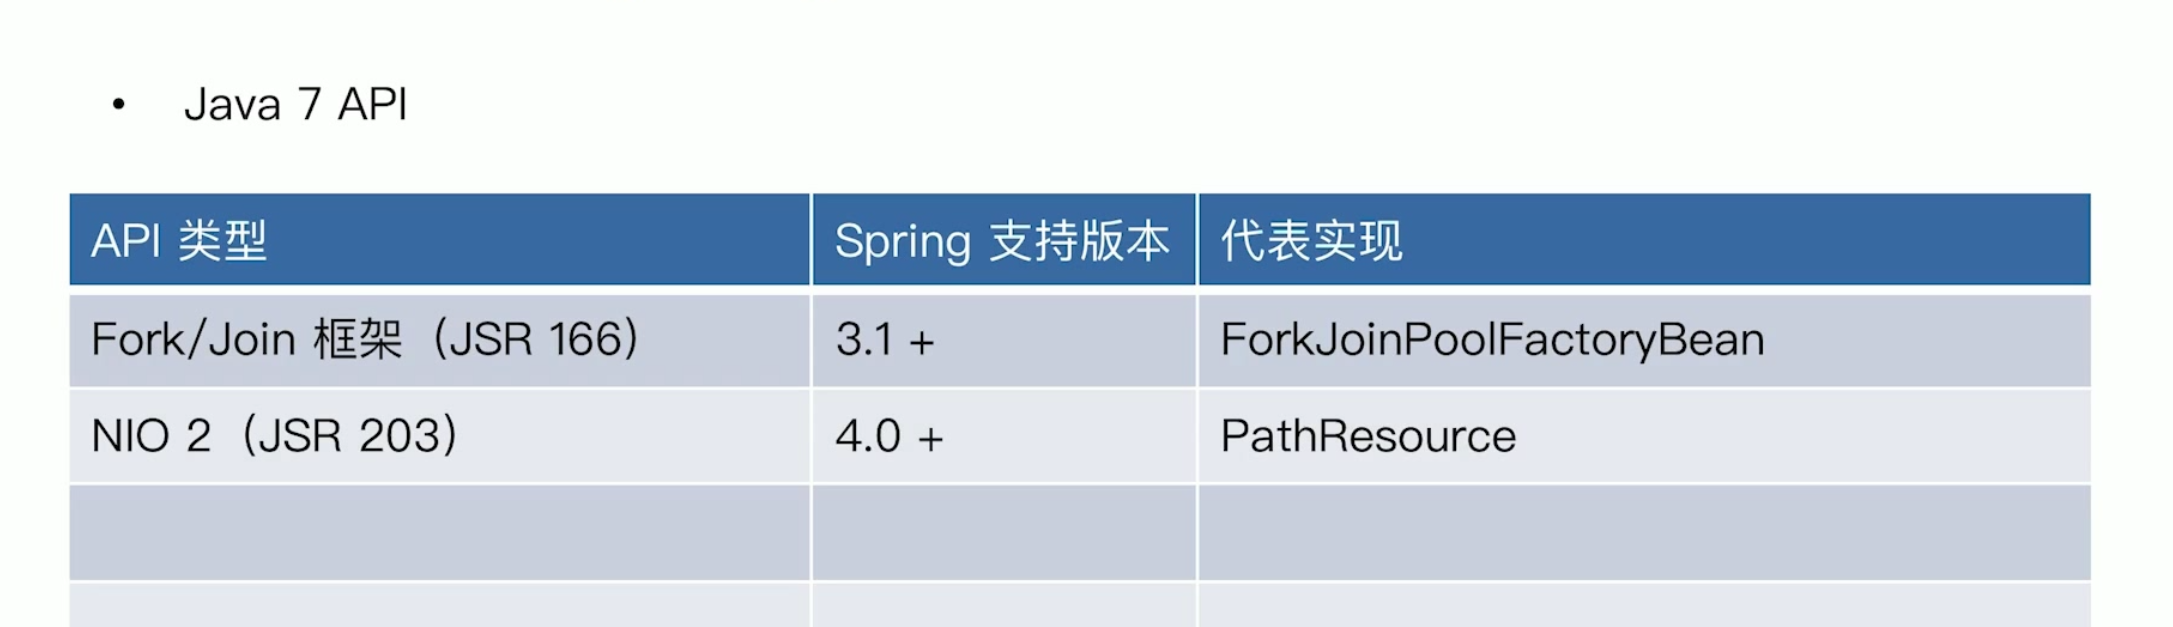 • Java 7 API
API 类型 Spring 支持版本 代表实现
Fork/Join 框架（JSR 166） 3.1 + ForkJoinPoolFactoryBean
NIO 2（JSR 203） 4.0 + PathResource